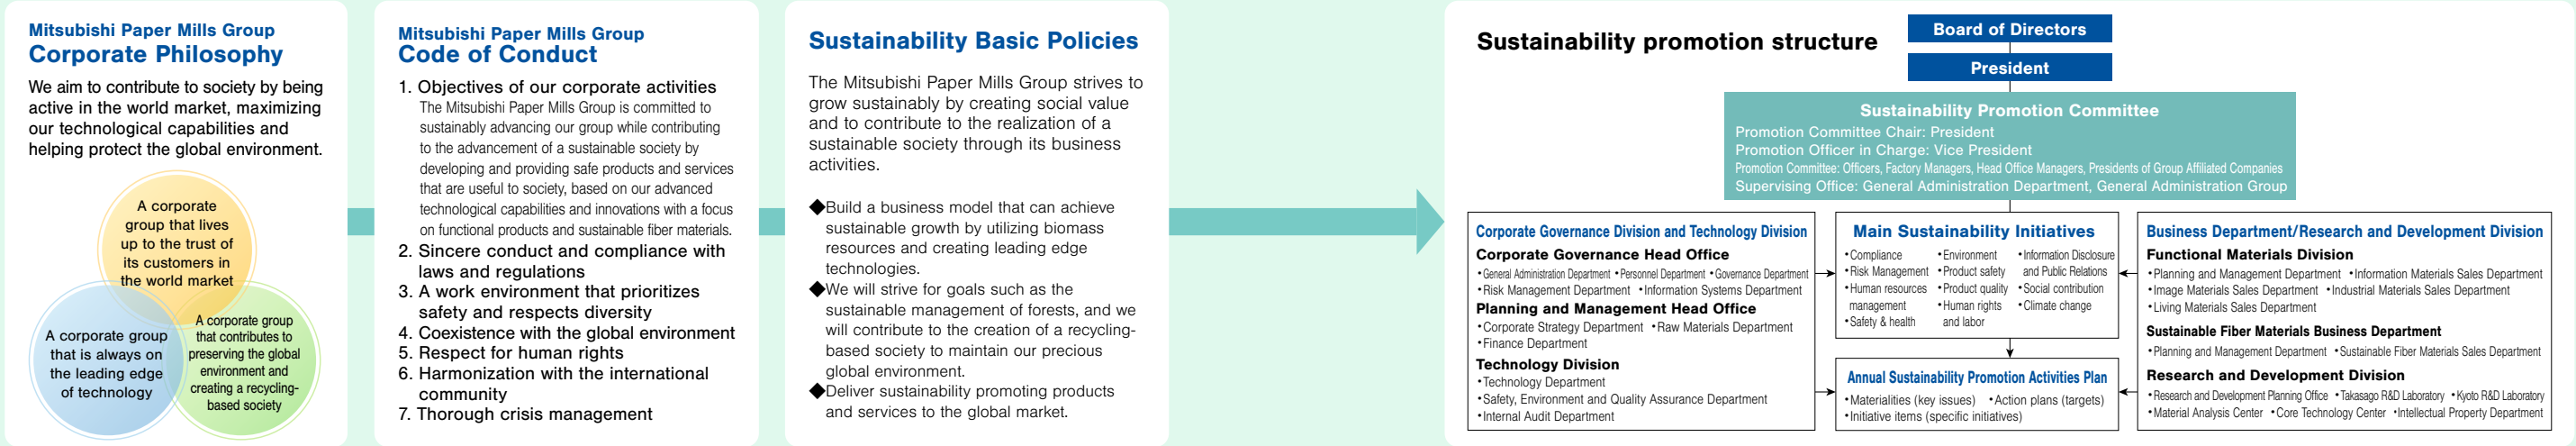 Mitsubishi Paper Mills Group
Corporate Philosophy
We aim to contribute to society by being
active in the world market, maximizing
our technological capabilities and
helping protect the global environment.
A corporate
group that lives
up to the trust of
its customers in
the world market
A corporate group
that is always on
the leading edge
of technology
A corporate group
that contributes to
preserving the global
environment and
creating a recycling-
based society
Mitsubishi Paper Mills Group
Code of Conduct
1. Objectives of our corporate activities
The Mitsubishi Paper Mills Group is committed to
sustainably advancing our group while contributing
to the advancement of a sustainable society by
developing and providing safe products and services
that are useful to society, based on our advanced
technological capabilities and innovations with a focus
on functional products and sustainable fiber materials.
2. Sincere conduct and compliance with
laws and regulations
3. A work environment that prioritizes
safety and respects diversity
4. Coexistence with the global environment
5. Respect for human rights
6. Harmonization with the international
community
7. Thorough crisis management
Sustainability Basic Policies
The Mitsubishi Paper Mills Group strives to
grow sustainably by creating social value
and to contribute to the realization of a
sustainable society through its business
activities.
◆Build a business model that can achieve
sustainable growth by utilizing biomass
resources and creating leading edge
technologies.
◆We will strive for goals such as the
sustainable management of forests, and we
will contribute to the creation of a recycling-
based society to maintain our precious
global environment.
◆Deliver sustainability promoting products
and services to the global market.
Sustainability promotion structure
Board of Directors
President
Sustainability Promotion Committee
Promotion Committee Chair: President
Promotion Officer in Charge: Vice President
Promotion Committee: Officers, Factory Managers, Head Office Managers, Presidents of Group Affiliated Companies
Supervising Office: General Administration Department, General Administration Group
Corporate Governance Division and Technology Division
Corporate Governance Head Office
•General Administration Department •Personnel Department •Governance Department
•Risk Management Department •Information Systems Department
Planning and Management Head Office
•Corporate Strategy Department •Raw Materials Department
•Finance Department
Technology Division
•Technology Department
•Safety, Environment and Quality Assurance Department
•Internal Audit Department
Main Sustainability Initiatives
•Compliance
•Risk Management
•Human resources
management
•Safety & health
•Environment
•Product safety
•Product quality
•Human rights
and labor
•Information Disclosure
and Public Relations
•Social contribution
•Climate change
Annual Sustainability Promotion Activities Plan
•Materialities (key issues) •Action plans (targets)
•Initiative items (specific initiatives)
Business Department/Research and Development Division
Functional Materials Division
•Planning and Management Department •Information Materials Sales Department
•Image Materials Sales Department •Industrial Materials Sales Department
•Living Materials Sales Department
Sustainable Fiber Materials Business Department
•Planning and Management Department •Sustainable Fiber Materials Sales Department
Research and Development Division
•Research and Development Planning Office •Takasago R&D Laboratory •Kyoto R&D Laboratory
•Material Analysis Center •Core Technology Center •Intellectual Property Department